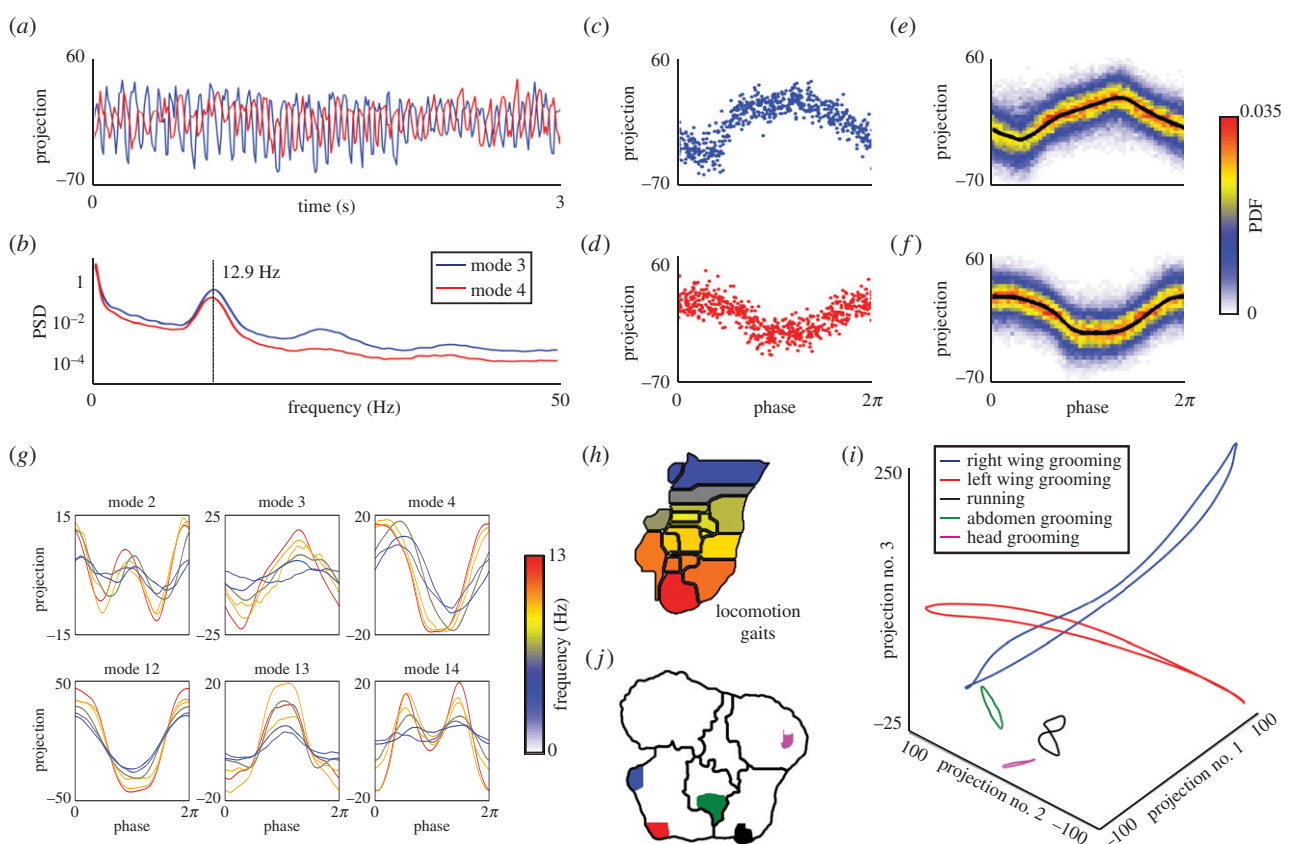 (a)
60
projection
–70
0
time (s)
3
(b)
12.9 Hz
mode 3
mode 4
1
10–2
10–4
PSD
0
frequency (Hz)
50
(c)
60
projection
–70
(d)
60
projection
–70
0
phase
2π
(e)
60
–70
(f)
60
–70
0
phase
2π
0.035
PDF
0
(g)
mode 2
15
projection
–15
mode 3
25
–25
mode 4
20
–20
mode 12
50
projection
–50
0
phase
2π
mode 13
20
–20
0
phase
2π
mode 14
20
–20
0
phase
2π
13
frequency (Hz)
0
(h)
locomotion
gaits
(i)
right wing grooming
left wing grooming
running
abdomen grooming
head grooming
250
projection no. 3
–25
100
projection no. 2
–100
–100
projection no. 1
100
(j)